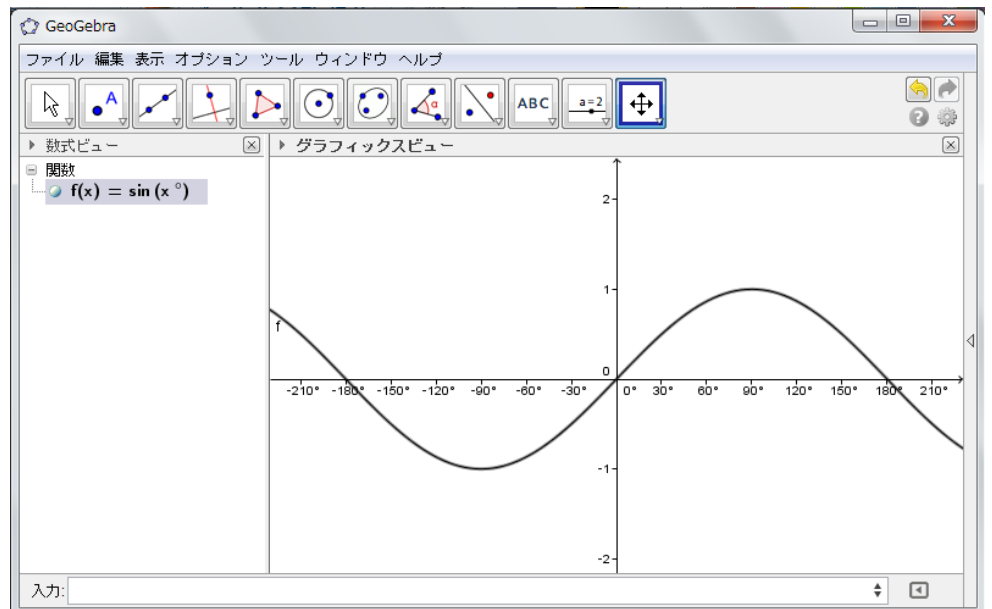 GeoGebra
ファイル 編集 表示 オプション ツール ウィンドウ ヘルプ
A α ABC a=2
数式ビュー
グラフィックスビュー
関数
f(x) = sin (x °)
2
1
f
0
-210° -180° -150° -120° -90° -60° -30° 0° 30° 60° 90° 120° 150° 180° 210°
-1
-2
入力: